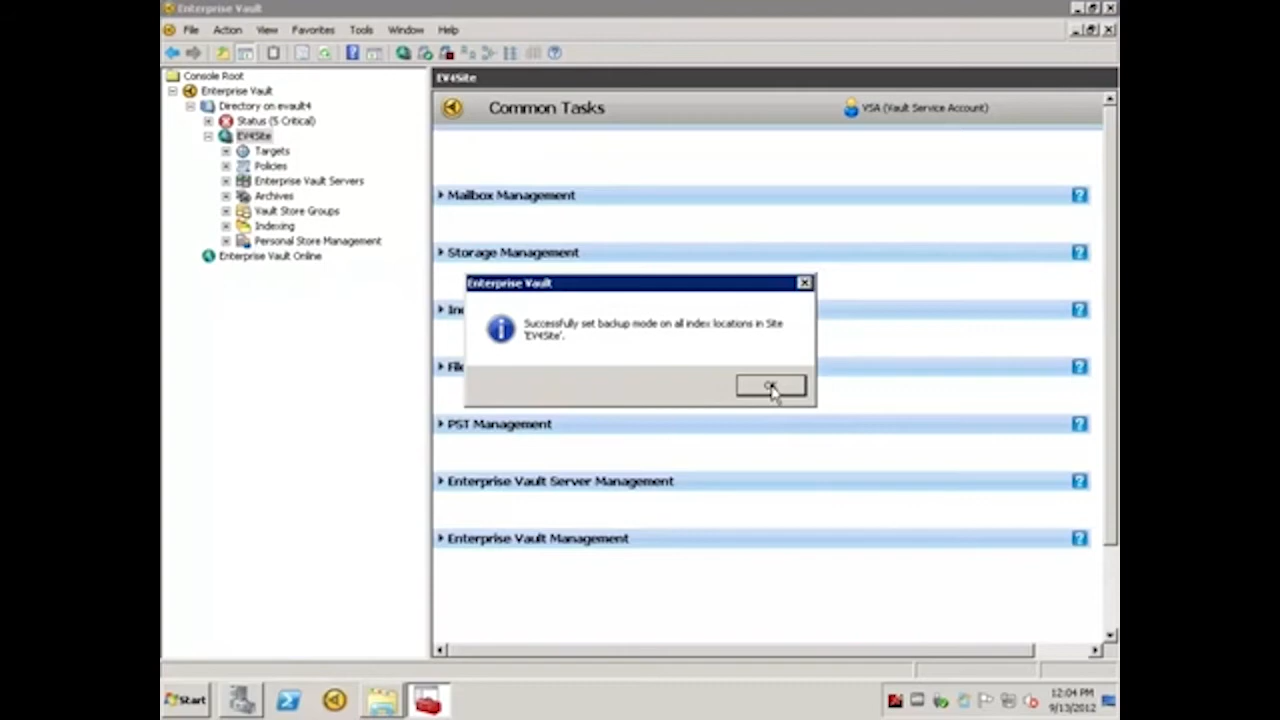 Enterprise Vault
File Action View Favorites Tools Window Help
Console Root
Enterprise Vault
Directory on evault4
Status (5 Critical)
EV4Site
Targets
Policies
Enterprise Vault Servers
Archives
Vault Store Groups
Indexing
Personal Store Management
Enterprise Vault Online
EV4Site
Common Tasks
VSA (Vault Service Account)
Mailbox Management
Storage Management
Enterprise Vault
Successfully set backup mode on all index locations in Site
'EV4Site'.
OK
PST Management
Enterprise Vault Server Management
Enterprise Vault Management
Start
12:04 PM
9/13/2012